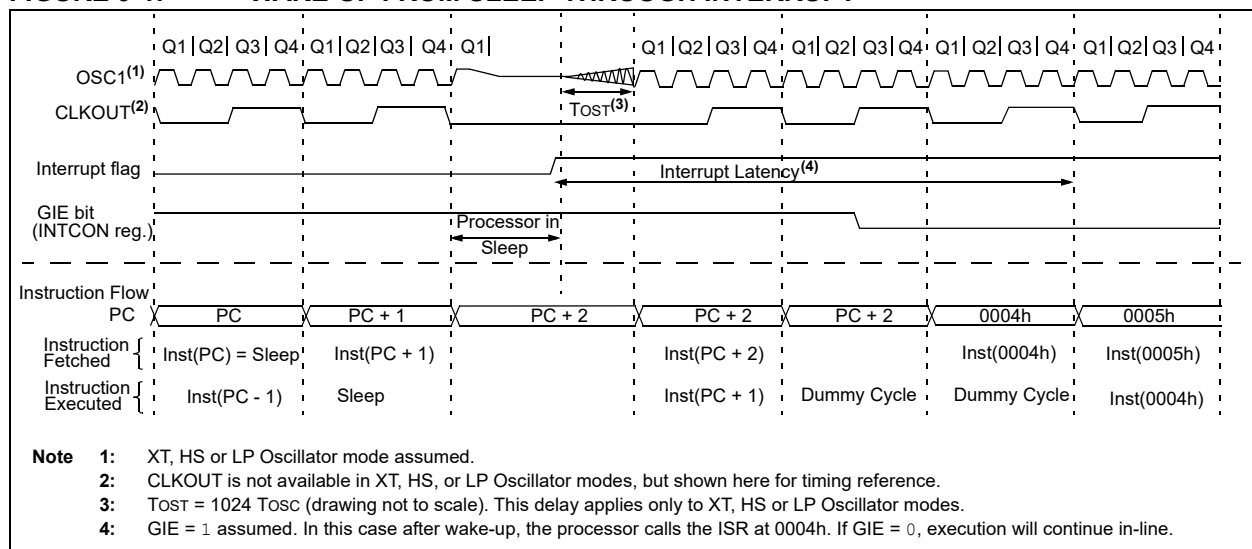 Q1 Q2 Q3 Q4 Q1 Q2 Q3 Q4 Q1 Q1 Q2 Q3 Q4 Q1 Q2 Q3 Q4 Q1 Q2 Q3 Q4 Q1 Q2 Q3 Q4
OSC1(1)
TOST(3)
CLKOUT(2)
Interrupt flag
Interrupt Latency(4)
GIE bit
(INTCON reg.)
Processor in
Sleep
Instruction Flow
PC PC PC + 1 PC + 2 PC + 2 PC + 2 0004h 0005h
Instruction
Fetched
Inst(PC) = Sleep Inst(PC + 1) Inst(PC + 2) Inst(0004h) Inst(0005h)
Instruction
Executed
Inst(PC - 1) Sleep Inst(PC + 1) Dummy Cycle Dummy Cycle Inst(0004h)
Note 1: XT, HS or LP Oscillator mode assumed.
2: CLKOUT is not available in XT, HS, or LP Oscillator modes, but shown here for timing reference.
3: TOST = 1024 TOSC (drawing not to scale). This delay applies only to XT, HS or LP Oscillator modes.
4: GIE = 1 assumed. In this case after wake-up, the processor calls the ISR at 0004h. If GIE = 0, execution will continue in-line.